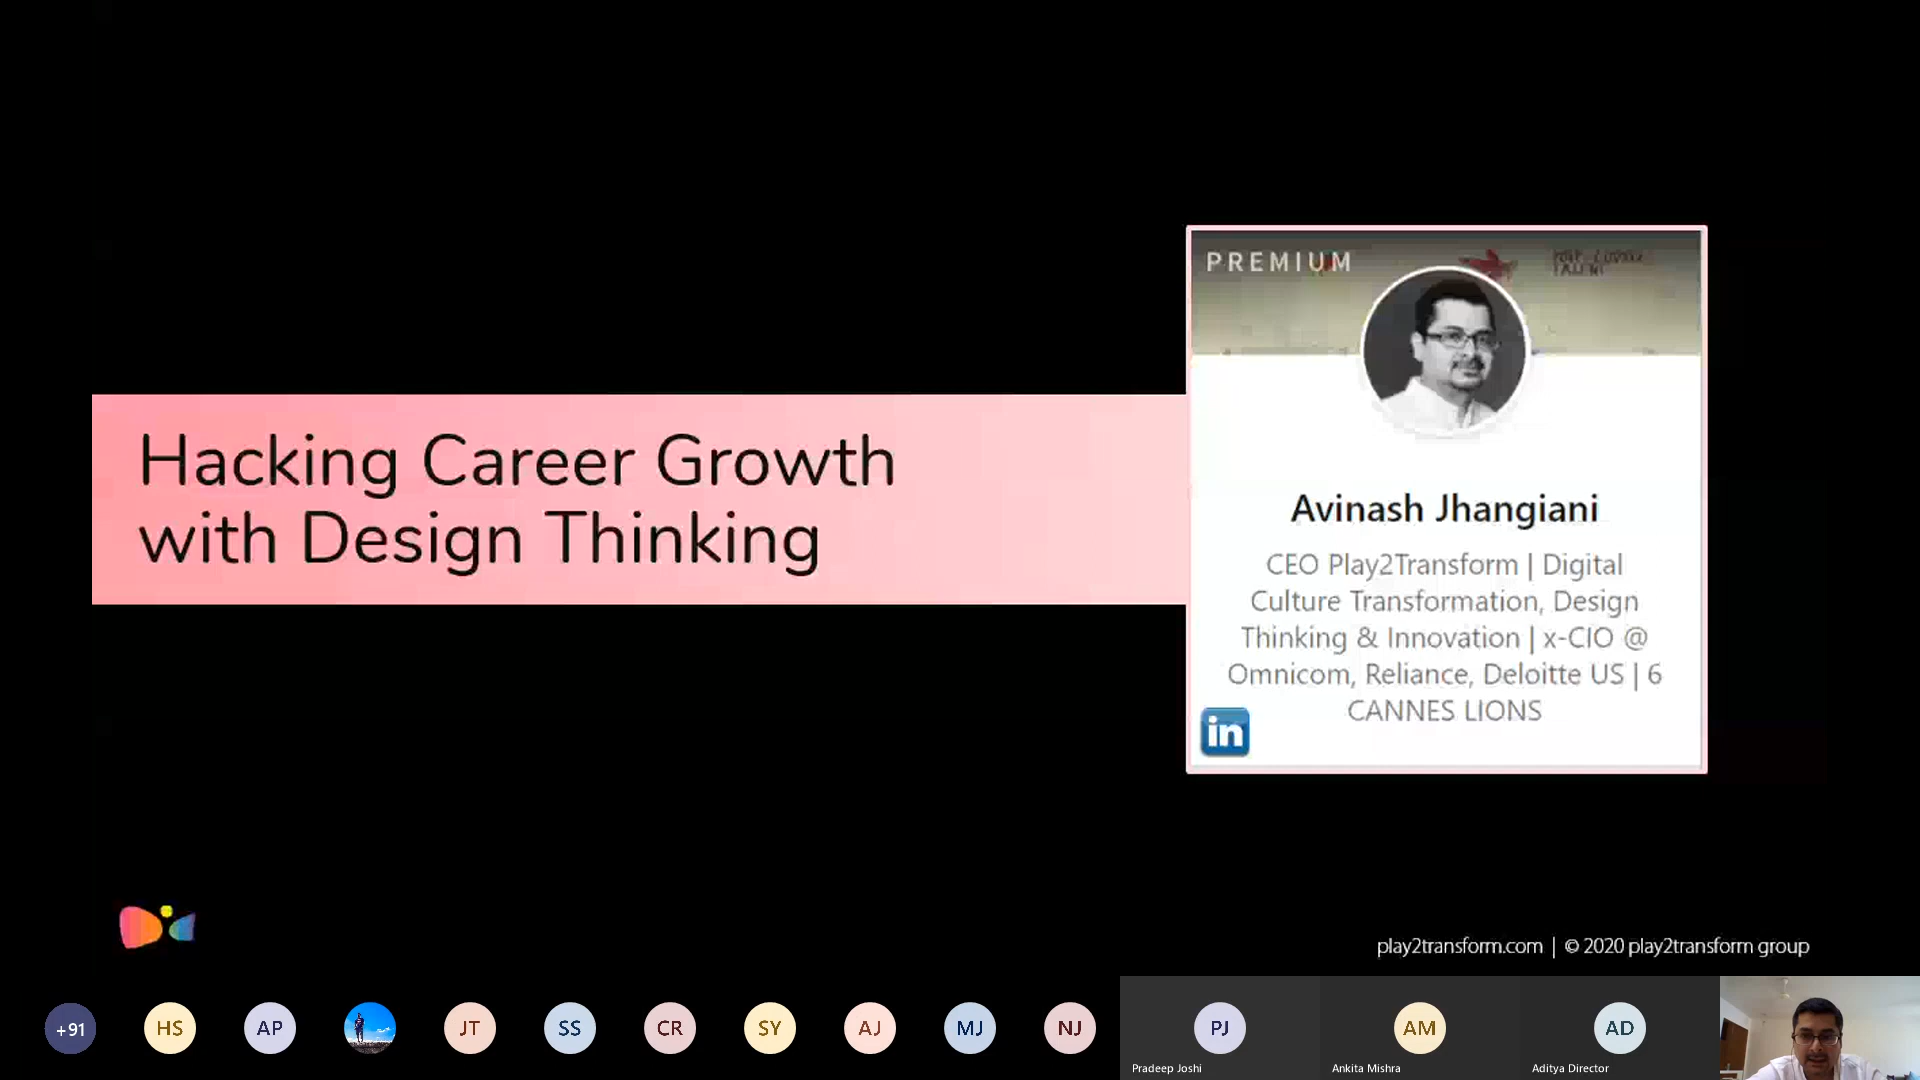 PREMIUM
Hacking Career Growth
with Design Thinking
Avinash Jhangiani
CEO Play2Transform | Digital
Culture Transformation, Design
Thinking & Innovation | x-CIO @
Omnicom, Reliance, Deloitte US | 6
CANNES LIONS
in
play2transform.com | © 2020 play2transform group
+91
HS
AP
JT
SS
CR
SY
AJ
MJ
NJ
PJ
AM
AD
Pradeep Joshi
Ankita Mishra
Aditya Director